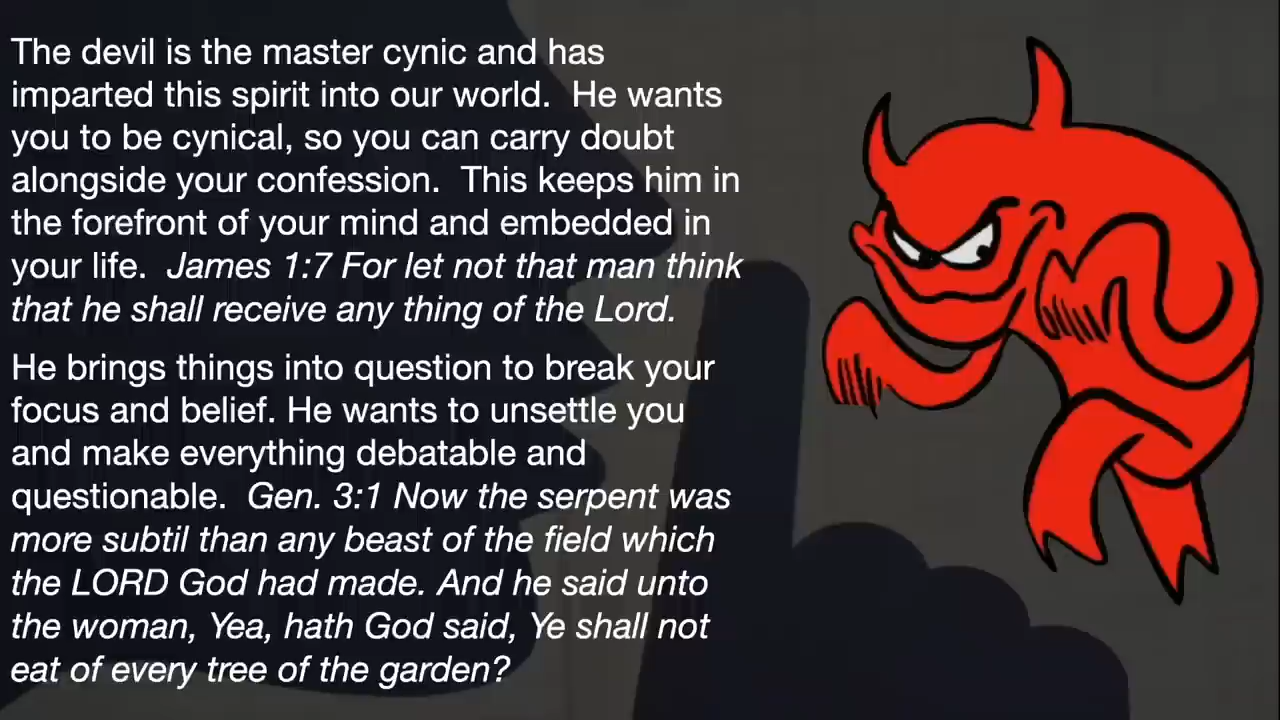 The devil is the master cynic and has
imparted this spirit into our world.  He wants
you to be cynical, so you can carry doubt
alongside your confession.  This keeps him in
the forefront of your mind and embedded in
your life.  James 1:7 For let not that man think
that he shall receive any thing of the Lord.
He brings things into question to break your
focus and belief. He wants to unsettle you
and make everything debatable and
questionable.  Gen. 3:1 Now the serpent was
more subtil than any beast of the field which
the LORD God had made. And he said unto
the woman, Yea, hath God said, Ye shall not
eat of every tree of the garden?